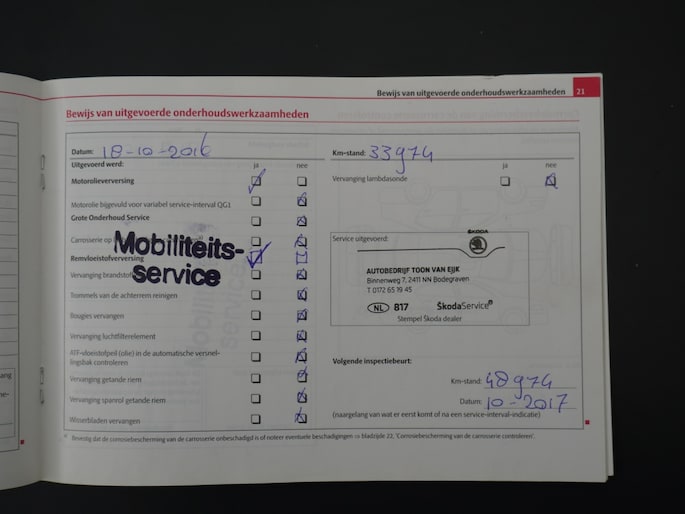 Bewijs van uitgevoerde onderhoudswerkzaamheden 21
Bewijs van uitgevoerde onderhoudswerkzaamheden
Datum: 18-10-2016
Uitgevoerd werd: ja nee
Motorolieverversing
Motorolie bijgevuld voor variabel service-interval QG1
Grote Onderhoud Service
Carrosserie op
Mobiliteits-
service
Remvloeistofverversing
Vervanging brandstof
Trommels van de achterrem reinigen
Bougies vervangen
Vervanging luchtfilterelement
ATF-vloeistofpeil (olie) in de automatische versnel-
lingsbak controleren
Vervanging getande riem
Vervanging spanrol getande riem
Wisserbladen vervangen
Km-stand: 33974
ja nee
Vervanging lambdasonde
Service uitgevoerd:
ŠKODA
AUTOBEDRIJF TOON VAN EIJK
Binnenweg 7, 2411 NN Bodegraven
T 0172 65 19 45
NL 817 ŠkodaService
Stempel Škoda dealer
Volgende inspectiebeurt:
Km-stand: 48974
Datum: 10-2017
(naargelang van wat er eerst komt of na een service-interval-indicatie)
Bevestig dat de corrosiebescherming van de carrosserie onbeschadigd is of noteer eventuele beschadigingen ⇒ bladzijde 22, 'Corrosiebescherming van de carrosserie controleren'.